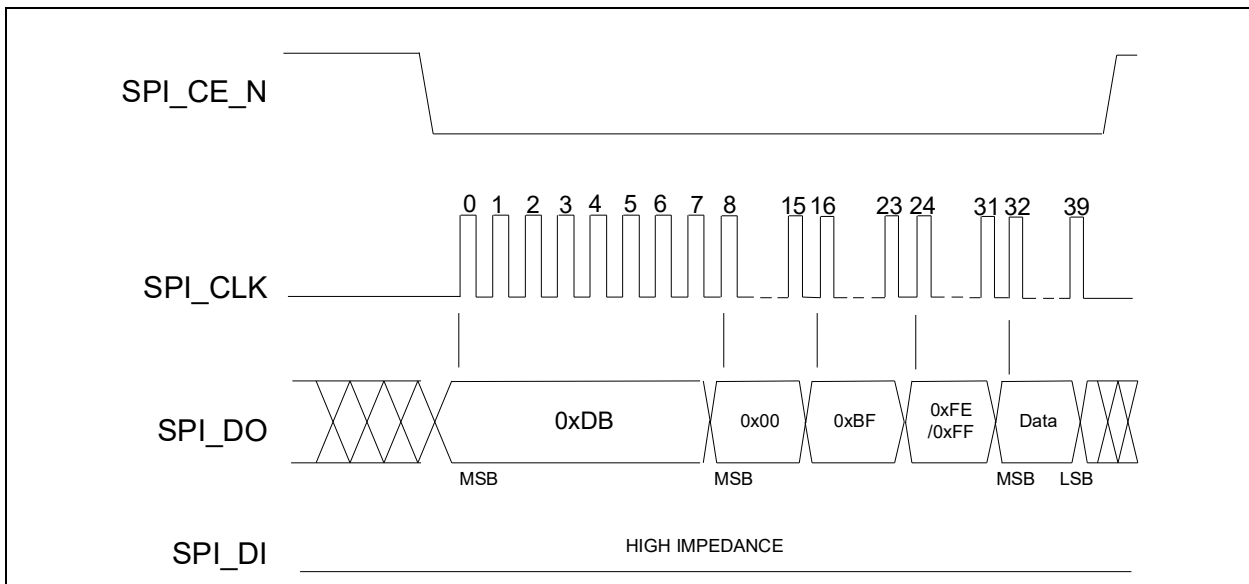 SPI_CE_N
0 1 2 3 4 5 6 7 8 15 16 23 24 31 32 39
SPI_CLK
SPI_DO
0xDB
0x00
0xBF
0xFE
/0xFF
Data
MSB MSB MSB LSB
SPI_DI
HIGH IMPEDANCE